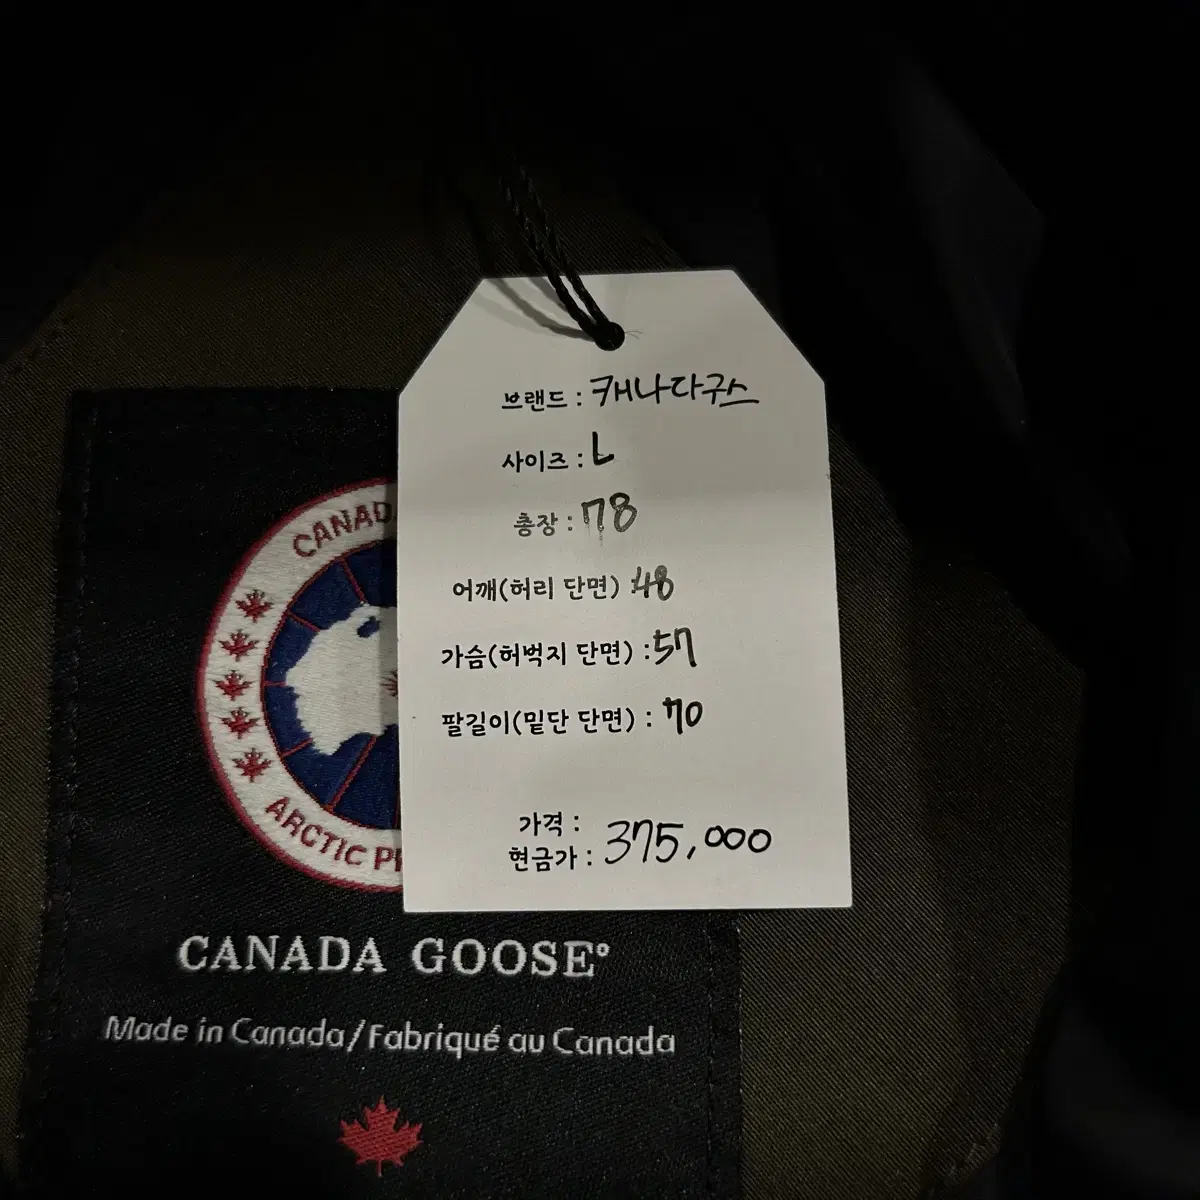 브랜드 : 캐나다구스
사이즈 : L
총장 : 78
어깨(허리 단면) : 48
가슴(허벅지 단면) : 57
팔길이(밑단 단면) : 70
가격 :
현금가 : 375,000
CANAD
ARCTIC P
CANADA GOOSE®
Made in Canada/Fabriqué au Canada